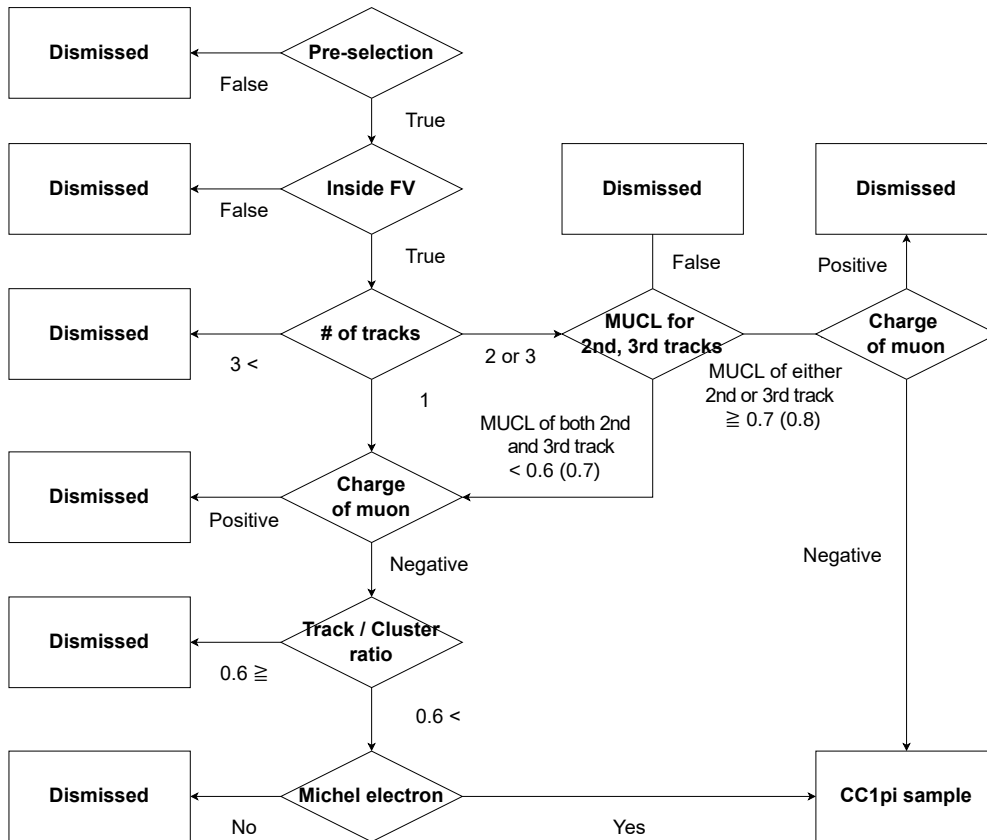 Dismissed
Pre-selection
False
True
Dismissed
Inside FV
Dismissed
Dismissed
False
True
False
Positive
Dismissed
# of tracks
MUCL for
2nd, 3rd tracks
Charge
of muon
3 <
2 or 3
1
MUCL of either
2nd or 3rd track
≧ 0.7 (0.8)
MUCL of both 2nd
and 3rd track
< 0.6 (0.7)
Dismissed
Charge
of muon
Positive
Negative
Negative
Dismissed
Track / Cluster
ratio
0.6 ≧
0.6 <
Dismissed
Michel electron
CC1pi sample
No
Yes